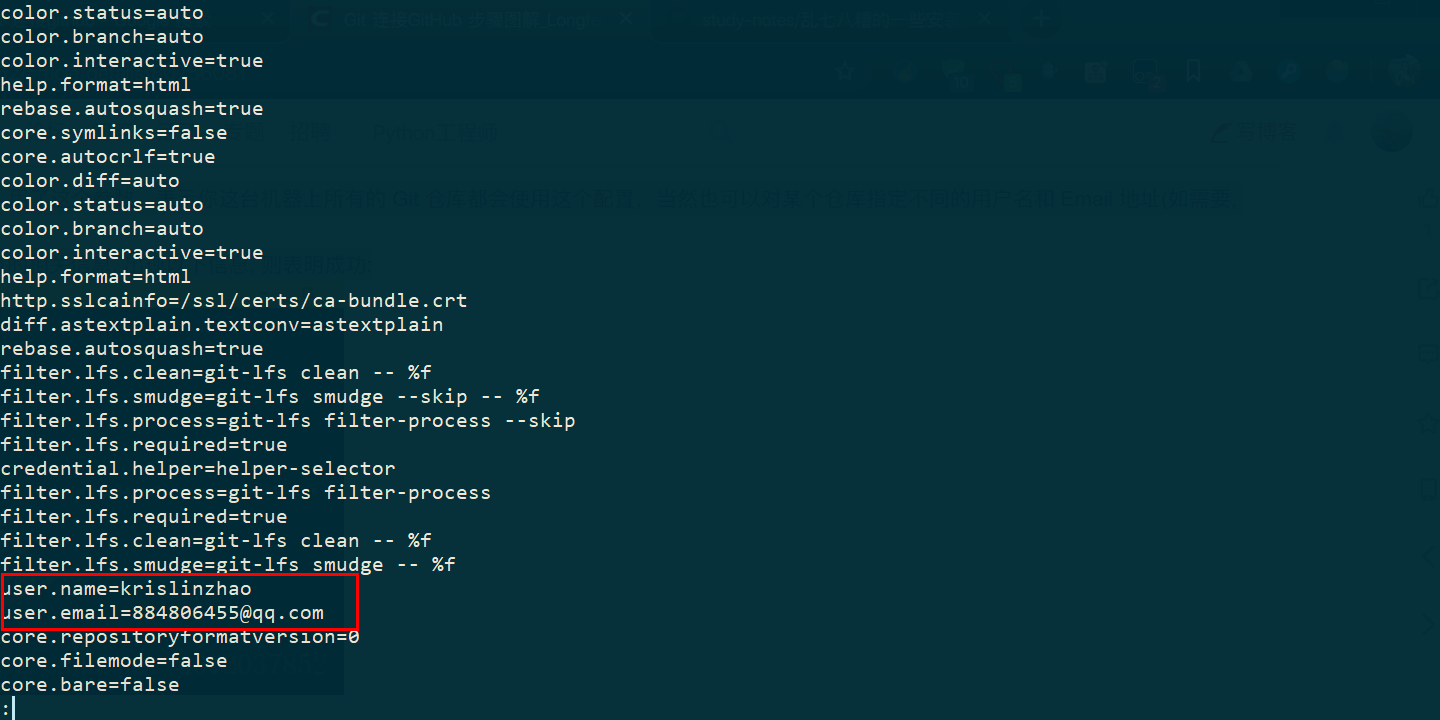 color.status=auto
color.branch=auto
color.interactive=true
help.format=html
rebase.autosquash=true
core.symlinks=false
core.autocrlf=true
color.diff=auto
color.status=auto
color.branch=auto
color.interactive=true
help.format=html
http.sslcainfo=/ssl/certs/ca-bundle.crt
diff.astextplain.textconv=astextplain
rebase.autosquash=true
filter.lfs.clean=git-lfs clean -- %f
filter.lfs.smudge=git-lfs smudge --skip -- %f
filter.lfs.process=git-lfs filter-process --skip
filter.lfs.required=true
credential.helper=helper-selector
filter.lfs.process=git-lfs filter-process
filter.lfs.required=true
filter.lfs.clean=git-lfs clean -- %f
filter.lfs.smudge=git-lfs smudge -- %f
user.name=krislinzhao
user.email=884806455@qq.com
core.repositoryformatversion=0
core.filemode=false
core.bare=false
: